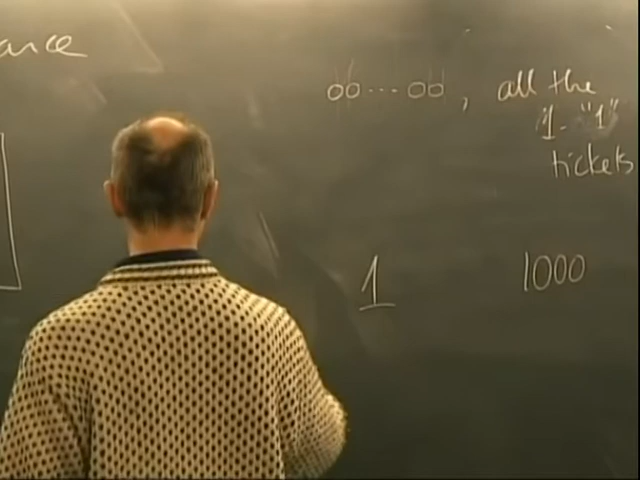 ance
00...00, all the
1-"1"
tickets
1 1000